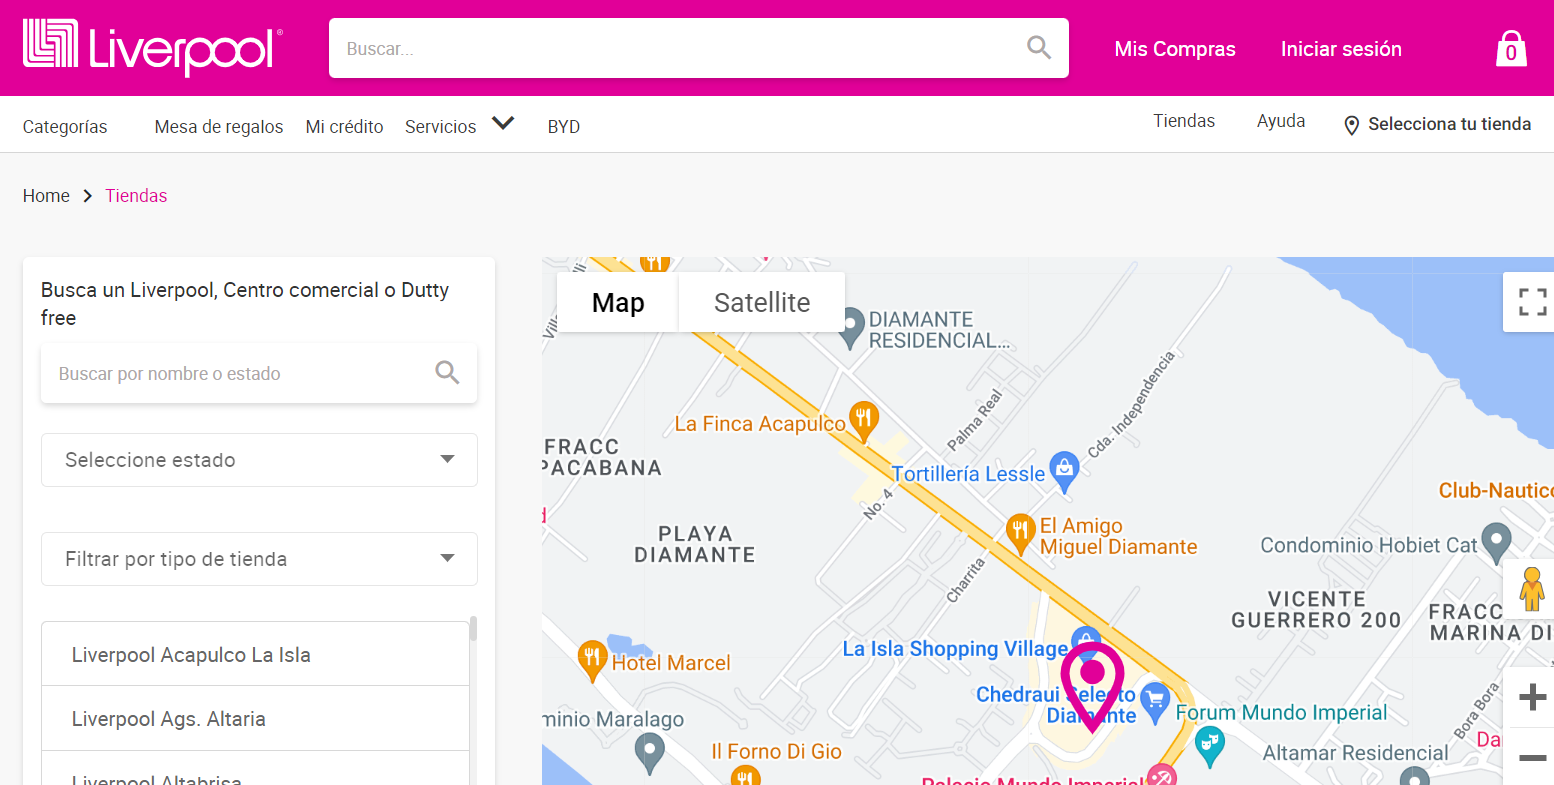 Liverpool®
Buscar...
Mis Compras
Iniciar sesión
0
Categorías
Mesa de regalos
Mi crédito
Servicios
BYD
Tiendas
Ayuda
Selecciona tu tienda
Home
Tiendas
Busca un Liverpool, Centro comercial o Dutty
free
Buscar por nombre o estado
Seleccione estado
Filtrar por tipo de tienda
Liverpool Acapulco La Isla
Liverpool Ags. Altaria
Liverpool Altabrisa
Map
Satellite
DIAMANTE
RESIDENCIAL...
Palma Real
Cda. Independencia
La Finca Acapulco
FRACC
PACABANA
Tortillería Lessle
No. 4
Club-Nautico
PLAYA
DIAMANTE
El Amigo
Miguel Diamante
Condominio Hobiet Cat
Charrita
VICENTE
GUERRERO 200
FRACC
MARINA DI
La Isla Shopping Village
Hotel Marcel
Chedraui Selecto
Diamante
Bora Bora
minio Maralago
Forum Mundo Imperial
Da
Il Forno Di Gio
Altamar Residencial
Palacio Mundo Imperial